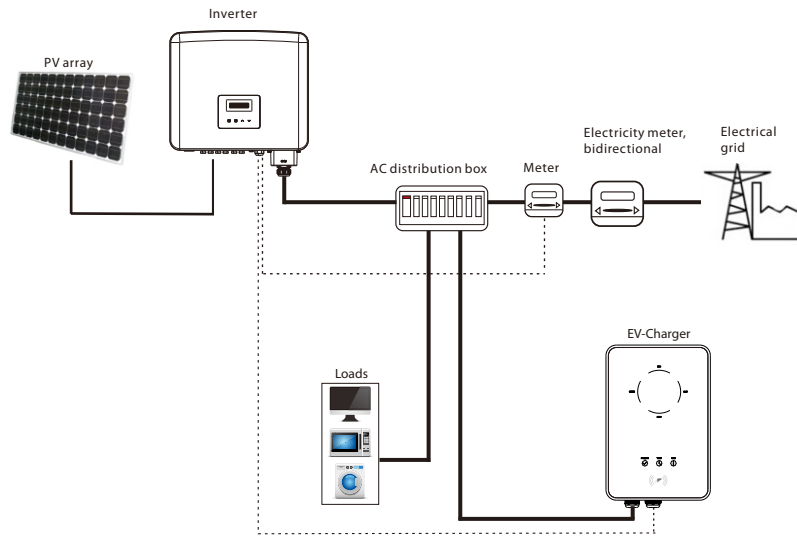 Inverter
PV array
Electricity meter,
bidirectional
Electrical
grid
AC distribution box
Meter
EV-Charger
Loads